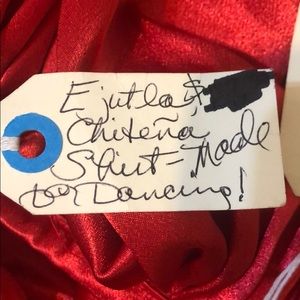 Ejutla
Chiteña
Skirt - Made
for Dancing!